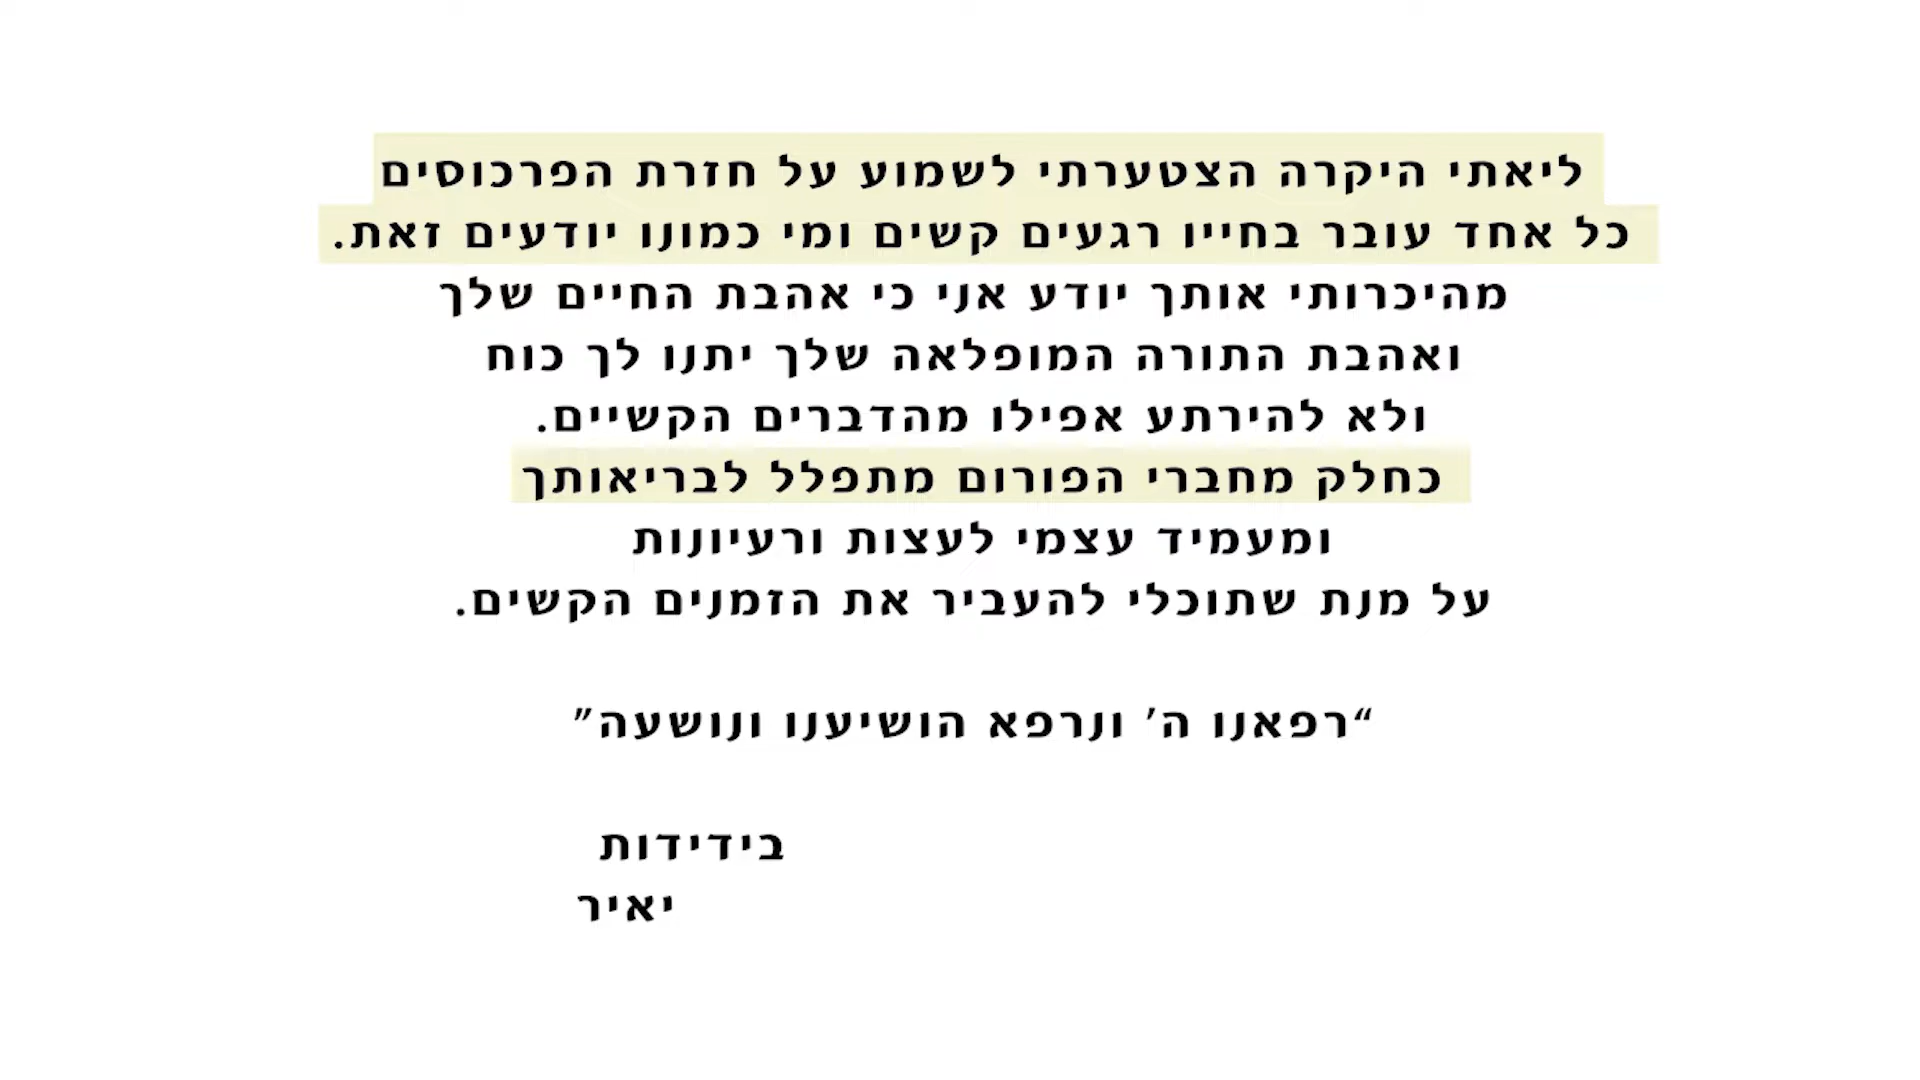 ליאתי היקרה הצטערתי לשמוע על חזרת הפרכוסים
כל אחד עובר בחייו רגעים קשים ומי כמונו יודעים זאת.
מהיכרותי אותך יודע אני כי אהבת החיים שלך
ואהבת התורה המופלאה שלך יתנו לך כוח
ולא להירתע אפילו מהדברים הקשיים.
כחלק מחברי הפורום מתפלל לבריאותך
ומעמיד עצמי לעצות ורעיונות
על מנת שתוכלי להעביר את הזמנים הקשים.
“רפאנו ה’ ונרפא הושיענו ונושעה”
בידידות
יאיר